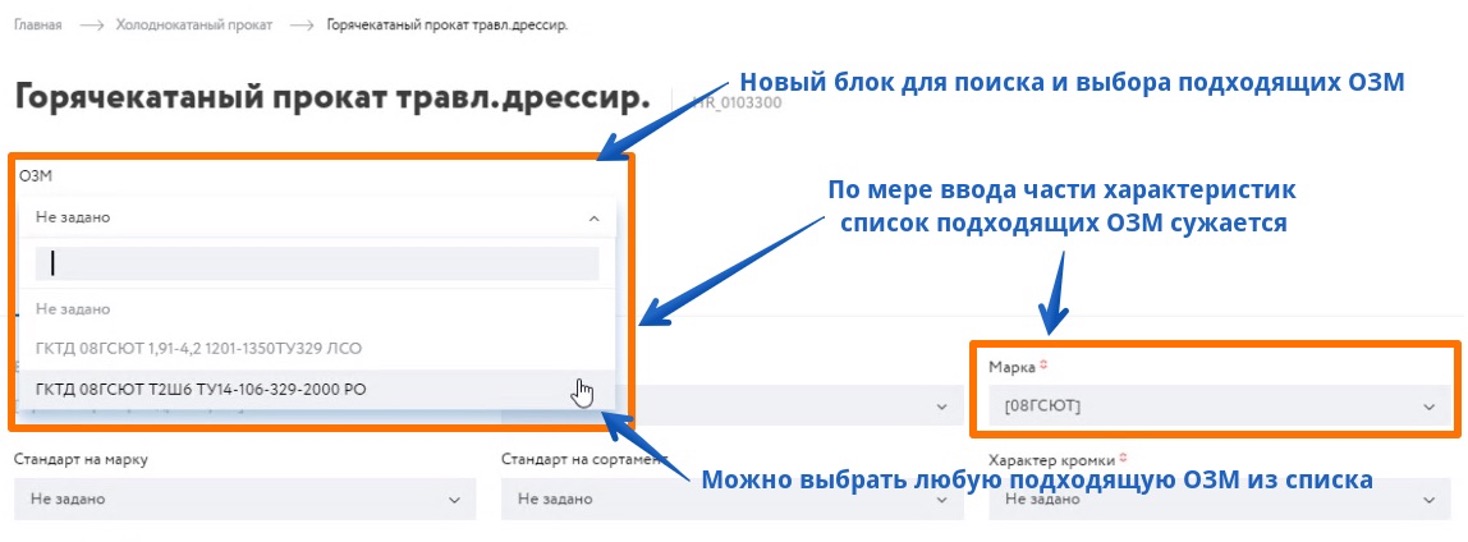 Главная → Холоднокатаный прокат → Горячекатаный прокат травл.дрессир.
Новый блок для поиска и выбора подходящих ОЗМ
Горячекатаный прокат травл.дрессир.
HR_0103300
ОЗМ
По мере ввода части характеристик
список подходящих ОЗМ сужается
Не задано
Не задано
ГКТД 08ГСЮТ 1,91-4,2 1201-1350ТУ329 ЛСО
Марка
ГКТД 08ГСЮТ Т2Ш6 ТУ14-106-329-2000 РО
[08ГСЮТ]
Стандарт на марку
Стандарт на сортамент
Характер кромки
Можно выбрать любую подходящую ОЗМ из списка
Не задано
Не задано
Не задано